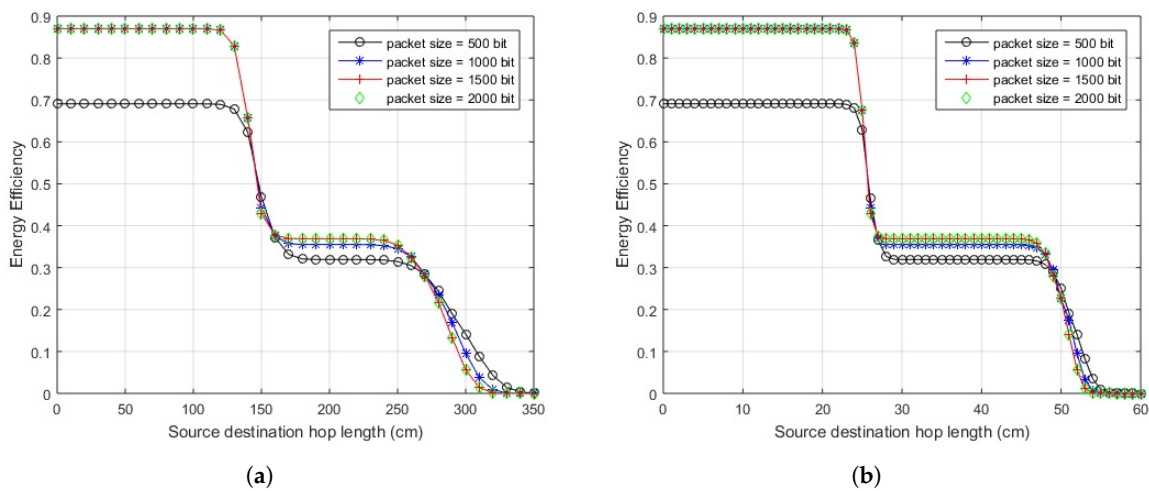 0.9
0.8
0.7
0.6
0.5
0.4
0.3
0.2
0.1
0
Energy Efficiency
packet size = 500 bit
packet size = 1000 bit
packet size = 1500 bit
packet size = 2000 bit
0 50 100 150 200 250 300 350
Source destination hop length (cm)
(a)
0.9
0.8
0.7
0.6
0.5
0.4
0.3
0.2
0.1
0
Energy Efficiency
packet size = 500 bit
packet size = 1000 bit
packet size = 1500 bit
packet size = 2000 bit
0 10 20 30 40 50 60
Source destination hop length (cm)
(b)